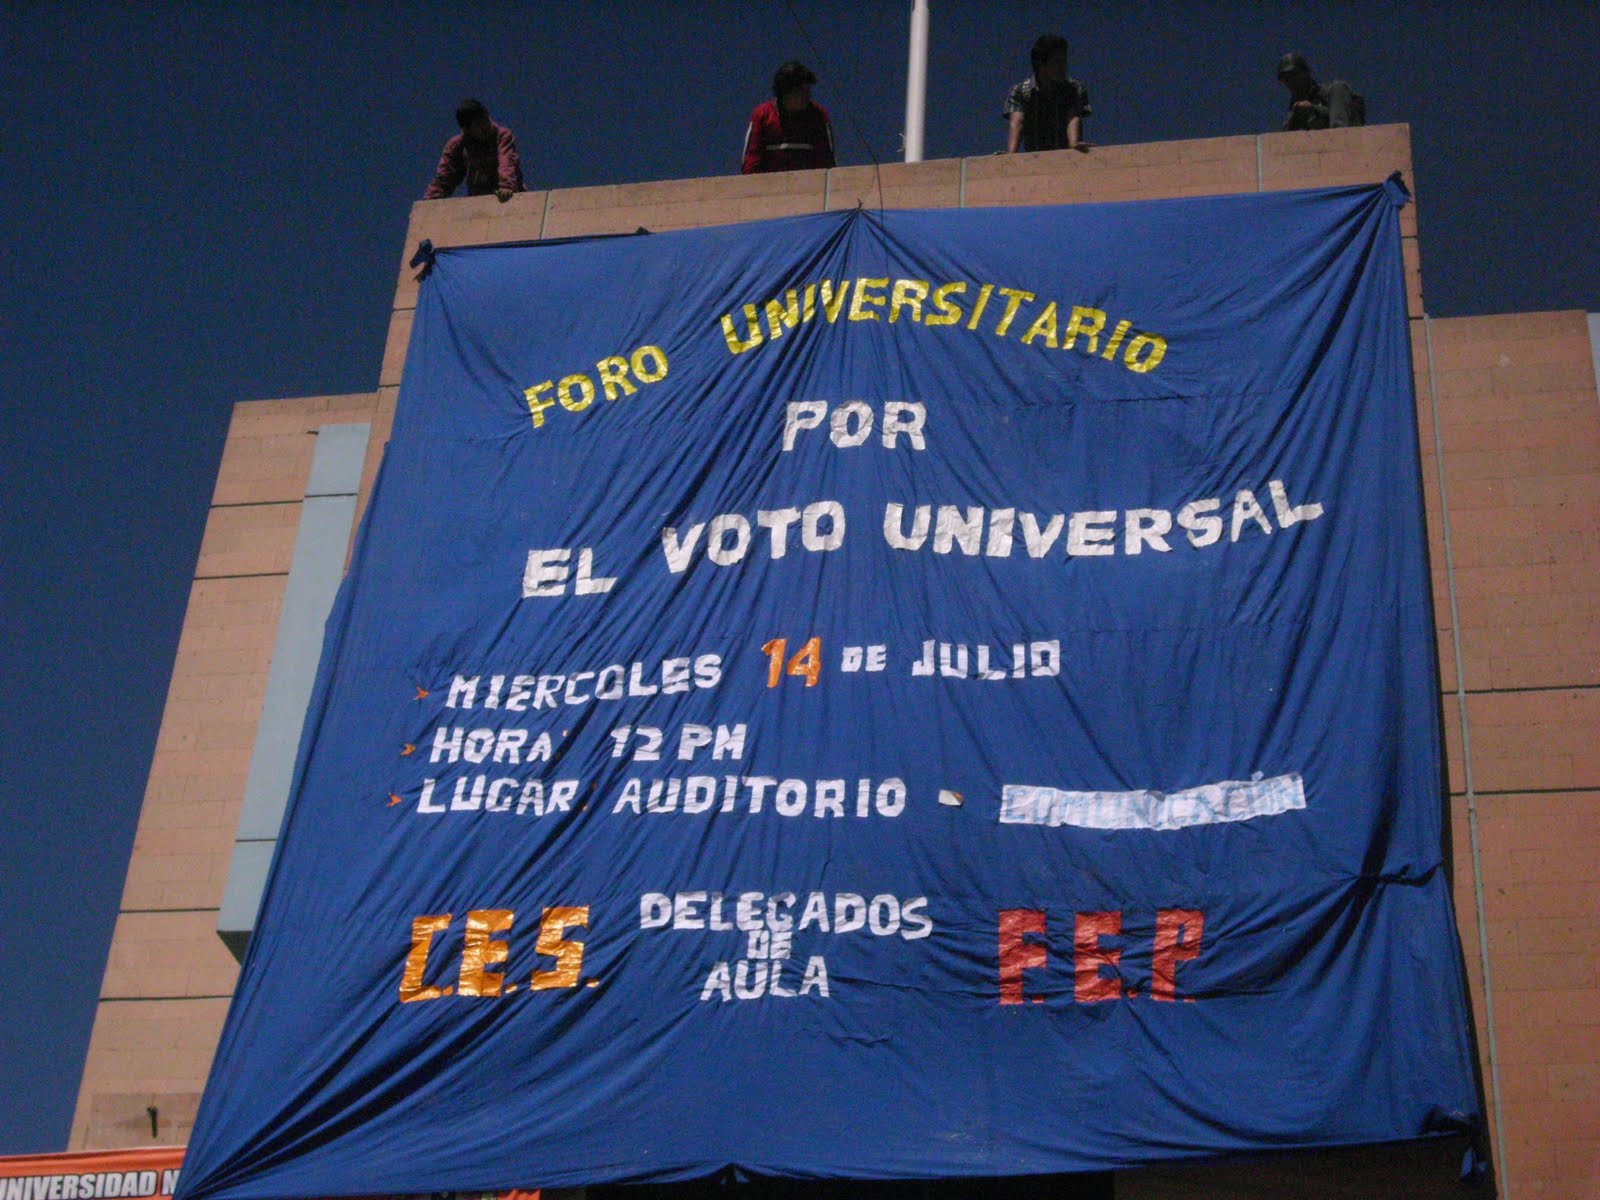 FORO UNIVERSITARIO
POR
EL VOTO UNIVERSAL
MIERCOLES 14 DE JULIO
HORA: 12 PM
LUGAR: AUDITORIO - COMUNICACIÓN
C.E.S. DELEGADOS DE AULA F.E.P.
UNIVERSIDAD N